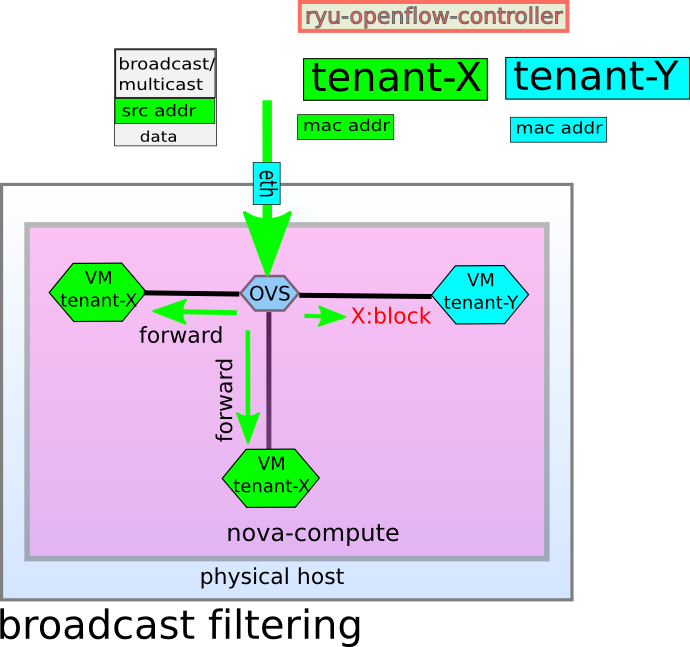 ryu-openflow-controller
broadcast/
multicast
src addr
data
tenant-X
mac addr
tenant-Y
mac addr
eth
VM
tenant-X
OVS
VM
tenant-Y
forward
X:block
forward
VM
tenant-X
nova-compute
physical host
broadcast filtering